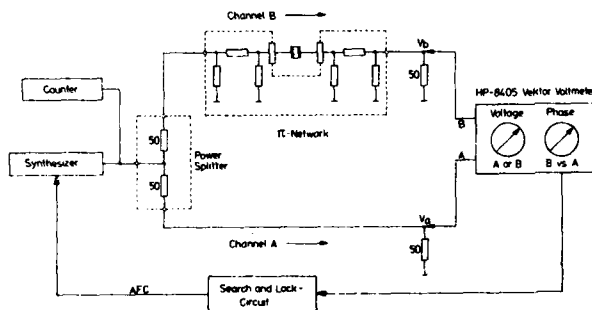 Channel B
Counter
Synthesizer
50
50
Power
Splitter
π-Network
Vb
50
HP-8405 Vektor Voltmeter
Voltage
Phase
A or B
B vs A
B
A
Channel A
Va
50
AFC
Search and Lock-
Circuit